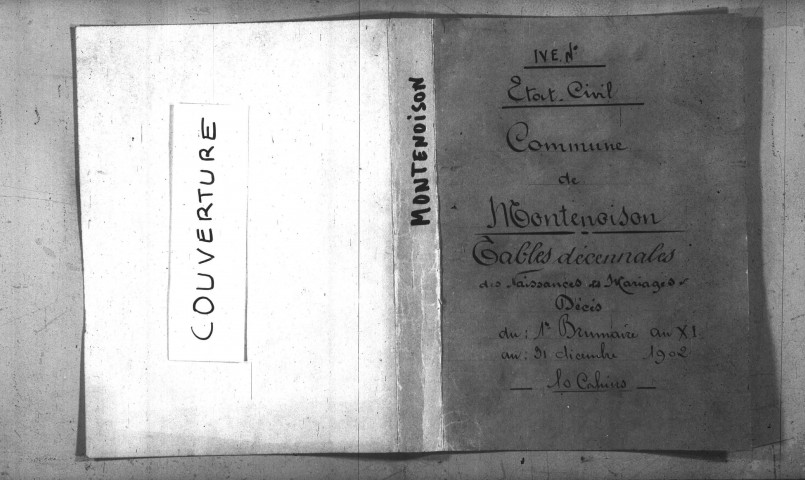 COUVERTURE
MONTENOISON
IVE. N°
Etat-Civil
Commune
de
Montenoison
Tables décennales
des Naissances et Mariages et
Décès
du : 1er Brumaire an XI
au : 31 décembre 1902
— 10 Cahiers —